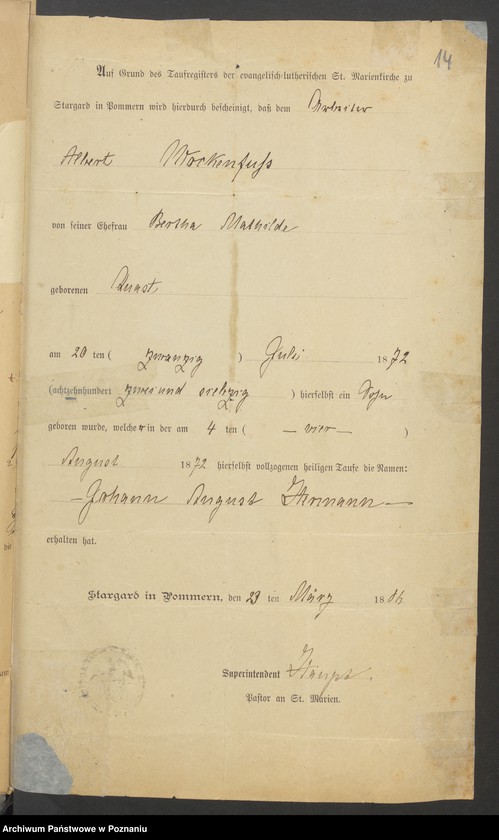 14
Auf Grund des Taufregisters der evangelisch-lutherischen St. Marienkirche zu
Stargard in Pommern wird hierdurch bescheinigt, daß dem Arbeiter
Albert Wockenfuß
von seiner Ehefrau Bertha Mathilde
geborenen Quast
am 20 ten ( zwanzig ) Juli 1872
(achtzehnhundert zwei und siebzig ) hierselbst ein Sohn
geboren wurde, welcher in der am 4 ten ( — vier — )
August 1872 hierselbst vollzogenen heiligen Taufe die Namen:
— Johann August Hermann —
erhalten hat.
Stargard in Pommern, den 23 ten März 18
Superintendent Haupt.
Pastor an St. Marien.
Archiwum Państwowe w Poznaniu